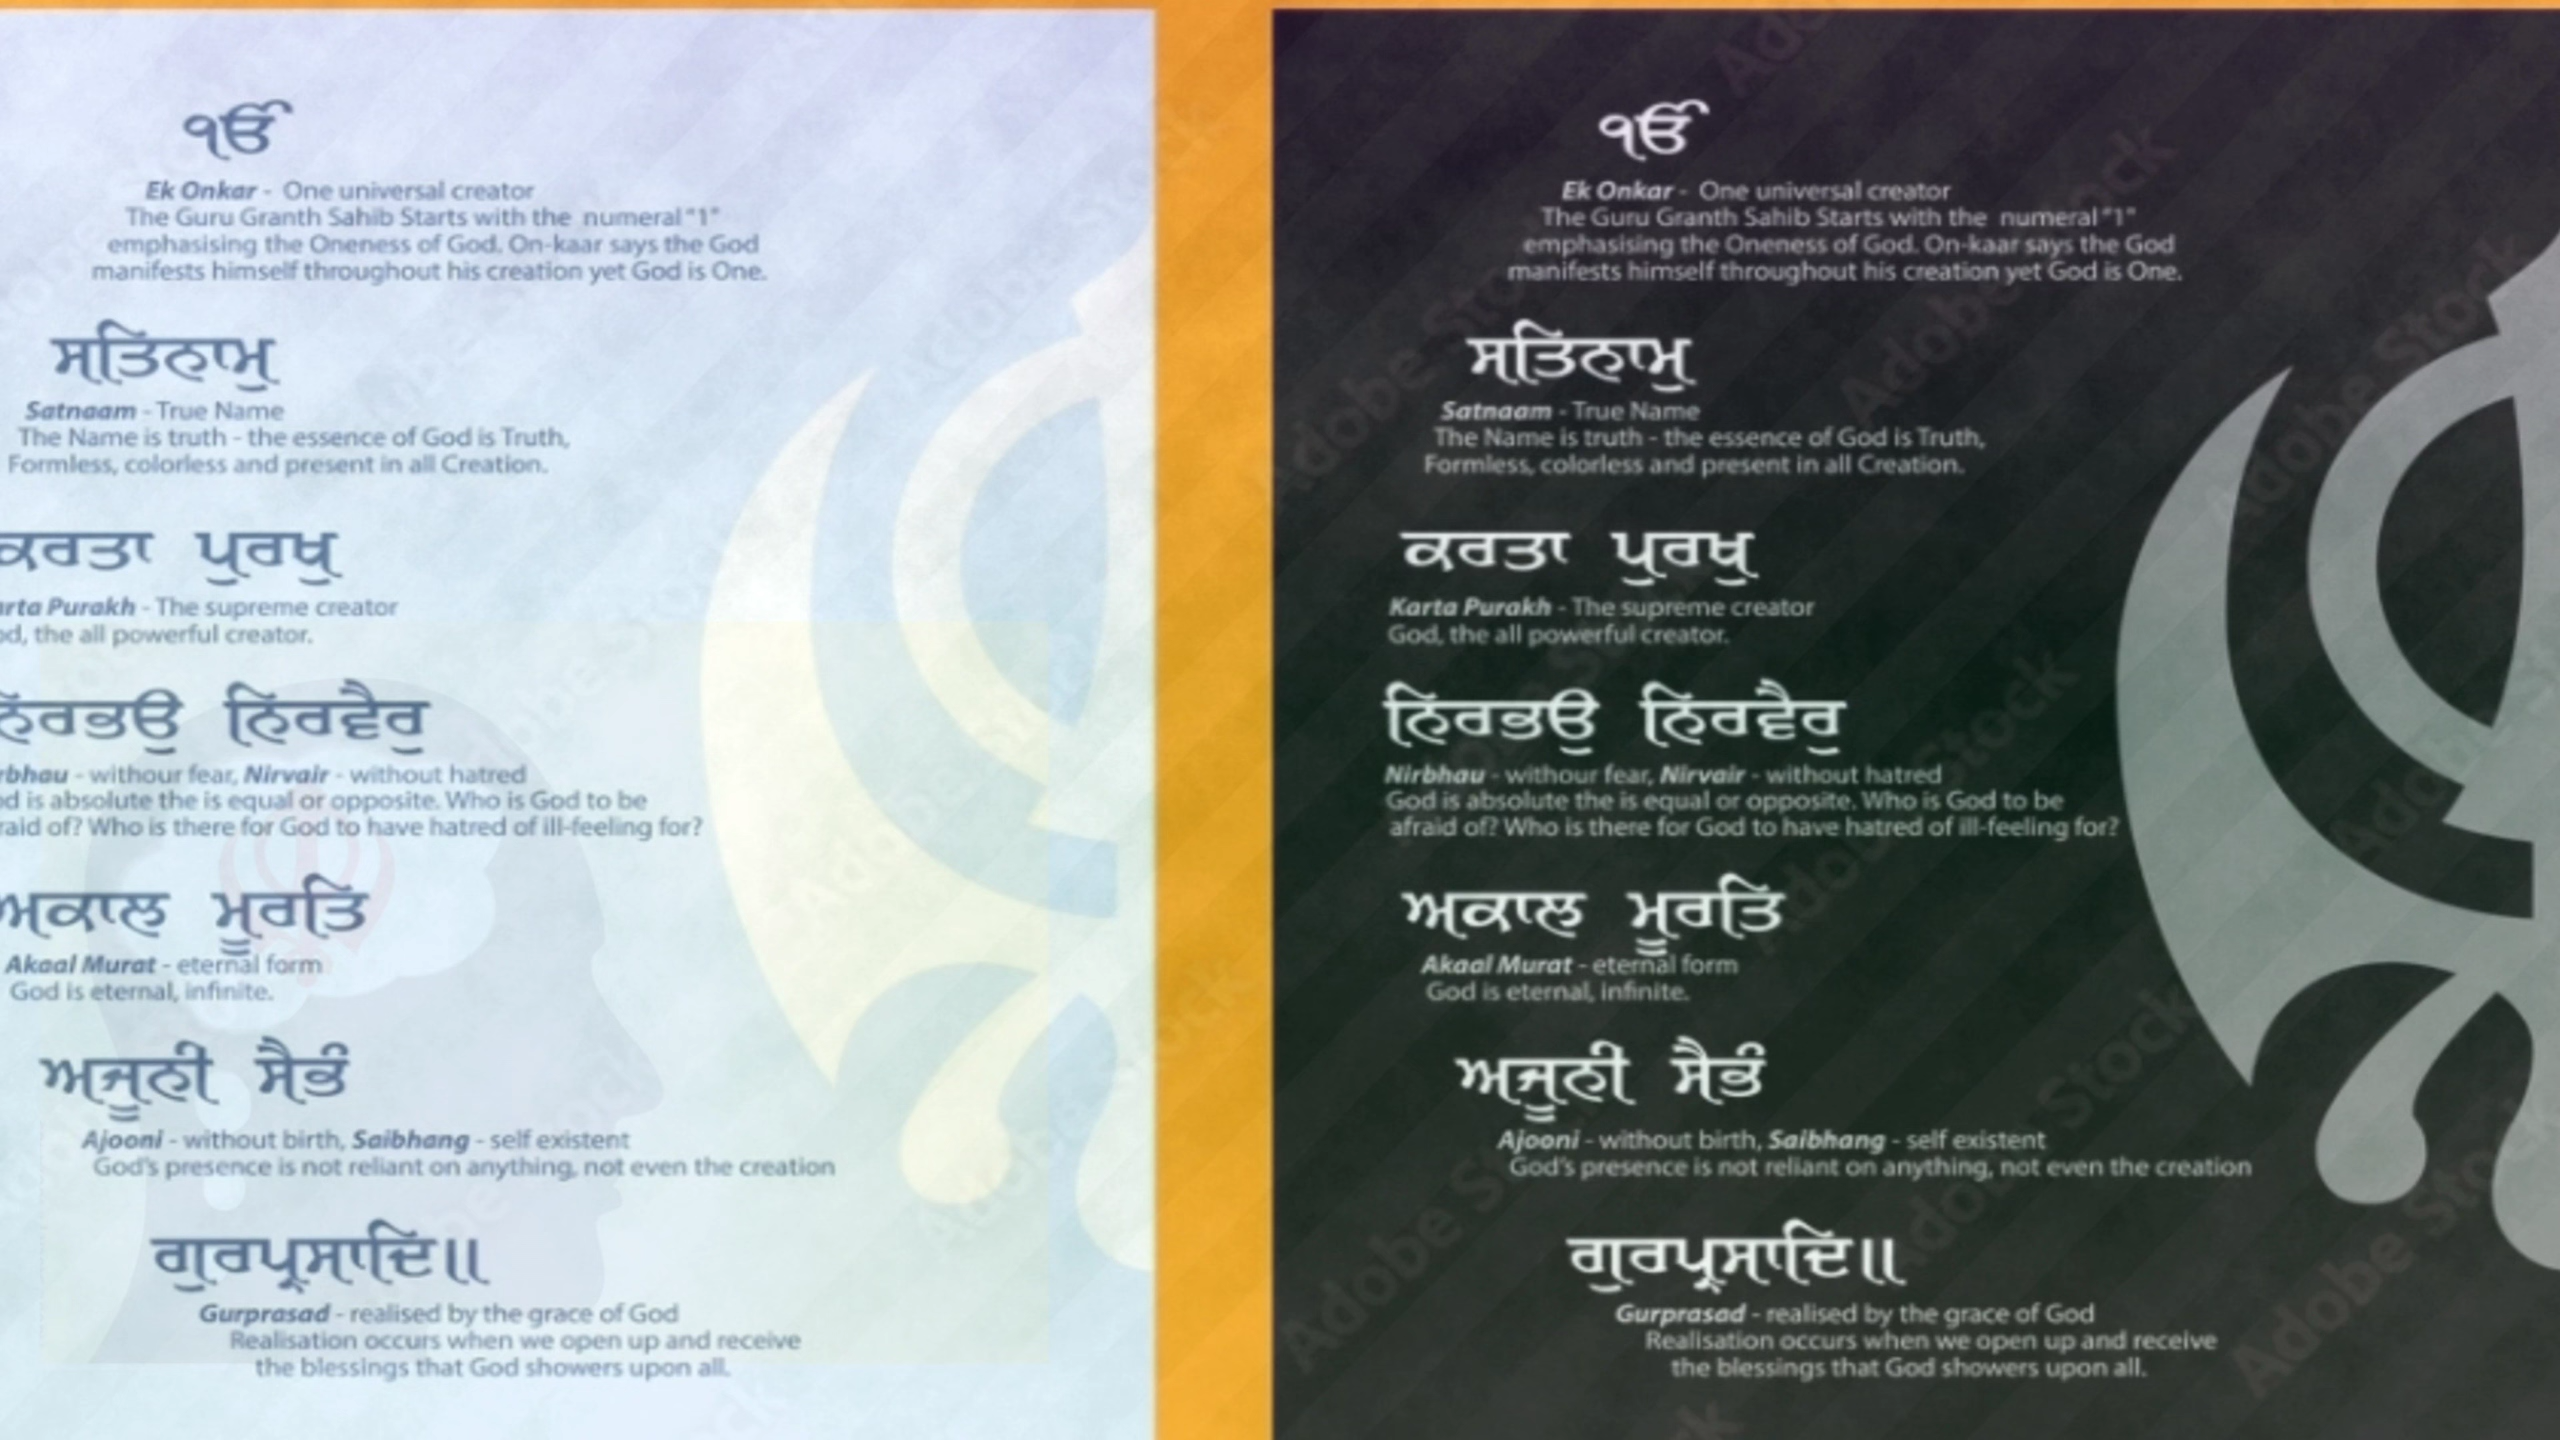 ੴ
Ek Onkar - One universal creator
The Guru Granth Sahib Starts with the numeral "1"
emphasising the Oneness of God. On-kaar says the God
manifests himself throughout his creation yet God is One.
ਸਤਿਨਾਮੁ
Satnaam - True Name
The Name is truth - the essence of God is Truth,
Formless, colorless and present in all Creation.
ਕਰਤਾ ਪੁਰਖੁ
rta Purakh - The supreme creator
od, the all powerful creator.
ਨਿਰਭਉ ਨਿਰਵੈਰੁ
rbhau - withour fear, Nirvair - without hatred
d is absolute the is equal or opposite. Who is God to be
raid of? Who is there for God to have hatred of ill-feeling for?
ਅਕਾਲ ਮੂਰਤਿ
Akaal Murat - eternal form
God is eternal, infinite.
ਅਜੂਨੀ ਸੈਭੰ
Ajooni - without birth, Saibhang - self existent
God's presence is not reliant on anything, not even the creation
ਗੁਰਪ੍ਰਸਾਦਿ॥
Gurprasad - realised by the grace of God
Realisation occurs when we open up and receive
the blessings that God showers upon all.
ੴ
Ek Onkar - One universal creator
The Guru Granth Sahib Starts with the numeral "1"
emphasising the Oneness of God. On-kaar says the God
manifests himself throughout his creation yet God is One.
ਸਤਿਨਾਮੁ
Satnaam - True Name
The Name is truth - the essence of God is Truth,
Formless, colorless and present in all Creation.
ਕਰਤਾ ਪੁਰਖੁ
Karta Purakh - The supreme creator
God, the all powerful creator.
ਨਿਰਭਉ ਨਿਰਵੈਰੁ
Nirbhau - withour fear, Nirvair - without hatred
God is absolute the is equal or opposite. Who is God to be
afraid of? Who is there for God to have hatred of ill-feeling for?
ਅਕਾਲ ਮੂਰਤਿ
Akaal Murat - eternal form
God is eternal, infinite.
ਅਜੂਨੀ ਸੈਭੰ
Ajooni - without birth, Saibhang - self existent
God's presence is not reliant on anything, not even the creation
ਗੁਰਪ੍ਰਸਾਦਿ॥
Gurprasad - realised by the grace of God
Realisation occurs when we open up and receive
the blessings that God showers upon all.
Adobe Stock